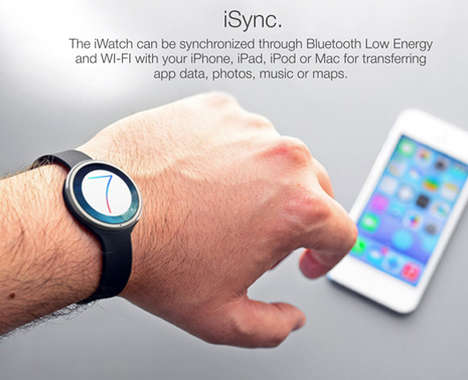 iSync.
The iWatch can be synchronized through Bluetooth Low Energy
and WI-FI with your iPhone, iPad, iPod or Mac for transferring
app data, photos, music or maps.